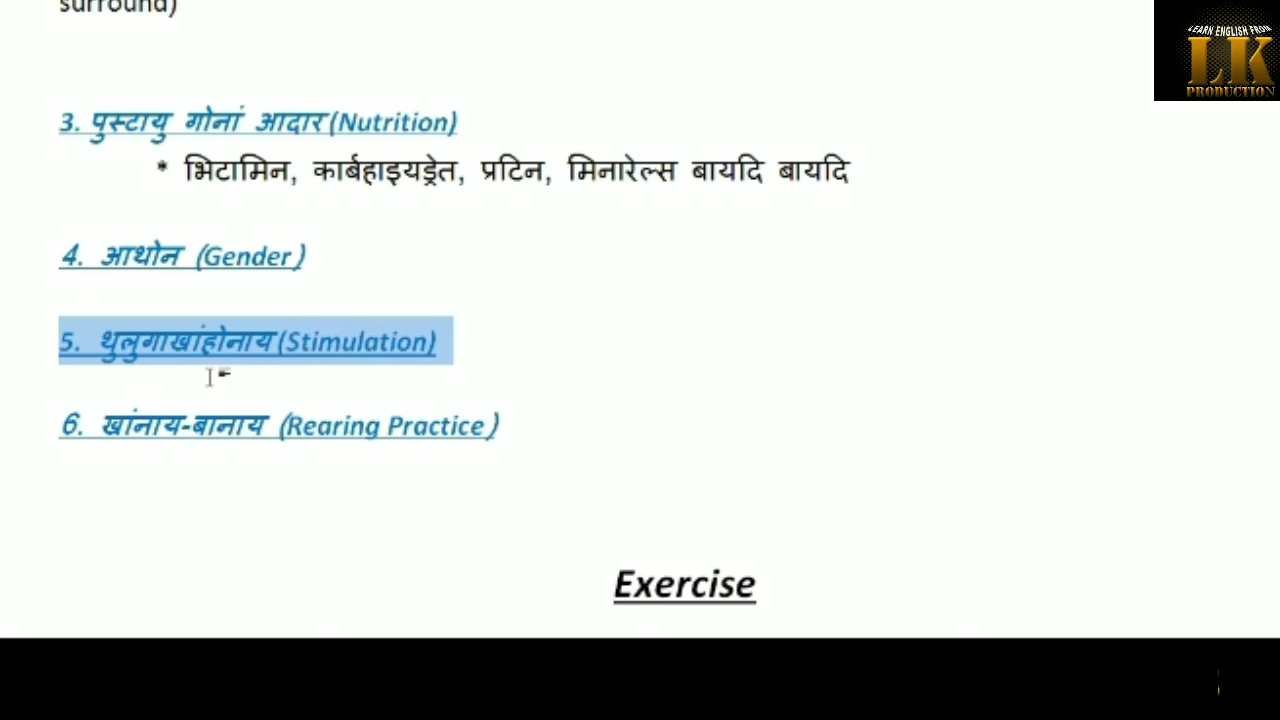 surround)
LEARN ENGLISH FROM
LK
PRODUCTION
3. पुस्टायु गोनां आदार(Nutrition)
* भिटामिन, कार्बहाइयड्रेत, प्रटिन, मिनारेल्स बायदि बायदि
4. आथोन (Gender)
5. थुलुगाखांहोनाय(Stimulation)
6. खांनाय-बानाय (Rearing Practice)
Exercise